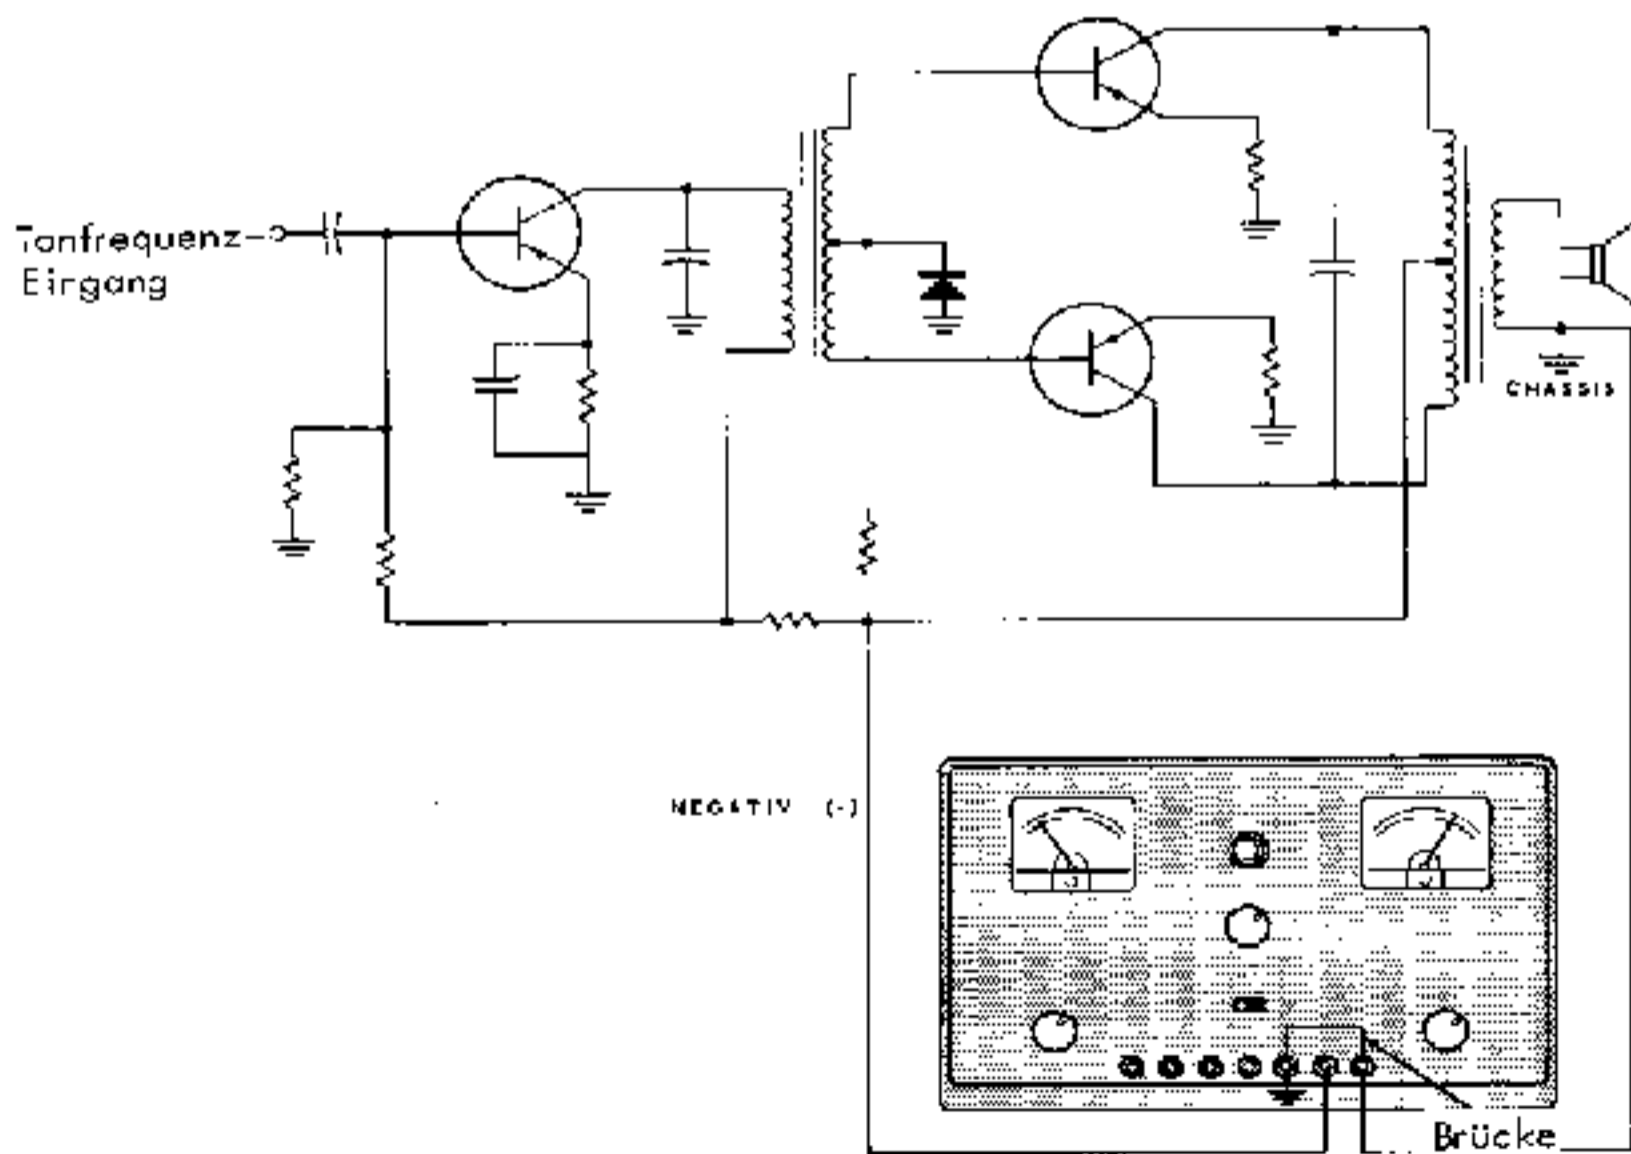 Tonfrequenz-
Eingang
CHASSIS
NEGATIV (-)
Brücke